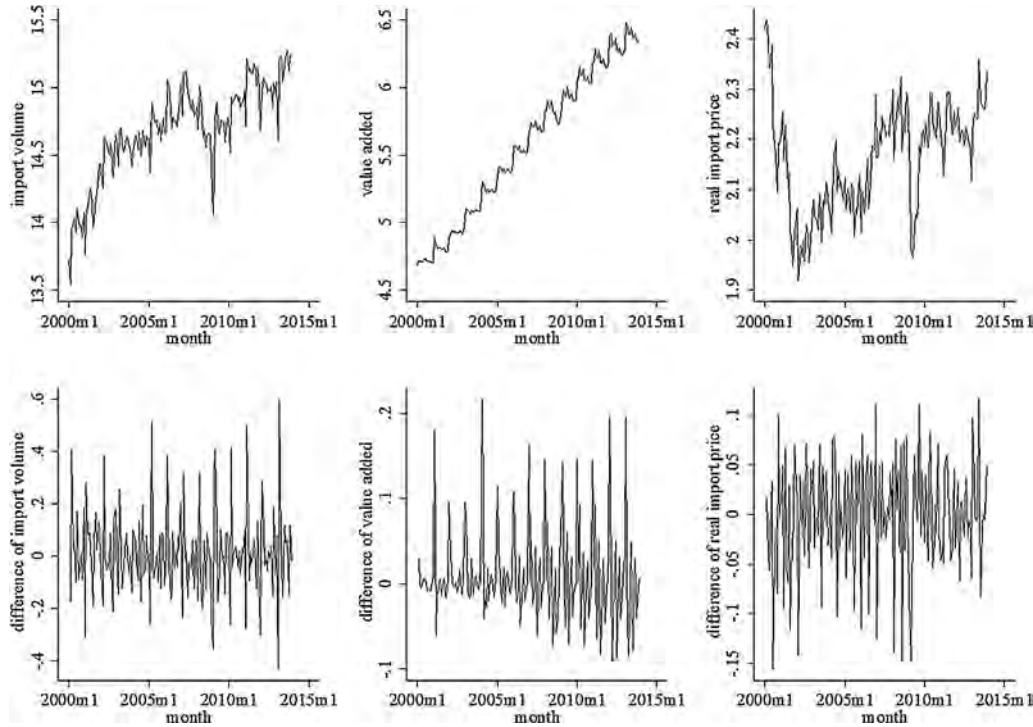 import volume
15.5
15
14.5
14
13.5
2000m1 2005m1 2010m1 2015m1
month
value added
6.5
6
5.5
5
4.5
2000m1 2005m1 2010m1 2015m1
month
real import price
2.4
2.3
2.2
2.1
2
1.9
2000m1 2005m1 2010m1 2015m1
month
difference of import volume
.6
.4
.2
0
-.2
-.4
2000m1 2005m1 2010m1 2015m1
month
difference of value added
.2
.1
0
-.1
2000m1 2005m1 2010m1 2015m1
month
difference of real import price
.1
.05
0
-.05
-.1
-.15
2000m1 2005m1 2010m1 2015m1
month